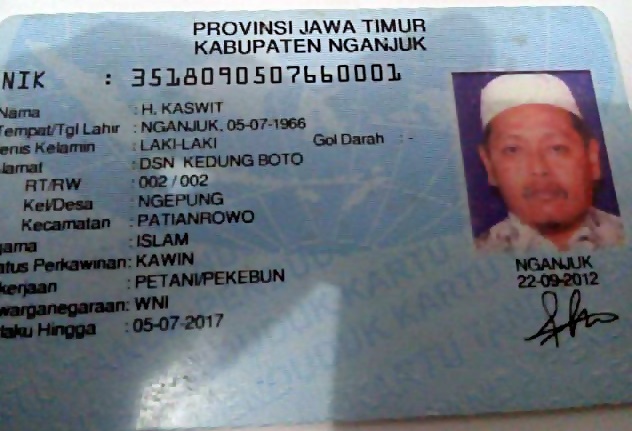 PROVINSI JAWA TIMUR
KABUPATEN NGANJUK
NIK : 3518090507660001
Nama : H. KASWIT
Tempat/Tgl Lahir : NGANJUK, 05-07-1966
enis Kelamin : LAKI-LAKI Gol Darah : -
lamat : DSN KEDUNG BOTO
RT/RW : 002 / 002
Kel/Desa : NGEPUNG
Kecamatan : PATIANROWO
gama : ISLAM
atus Perkawinan: KAWIN
kerjaan : PETANI/PEKEBUN
warganegaraan: WNI
laku Hingga : 05-07-2017
NGANJUK
22-09-2012